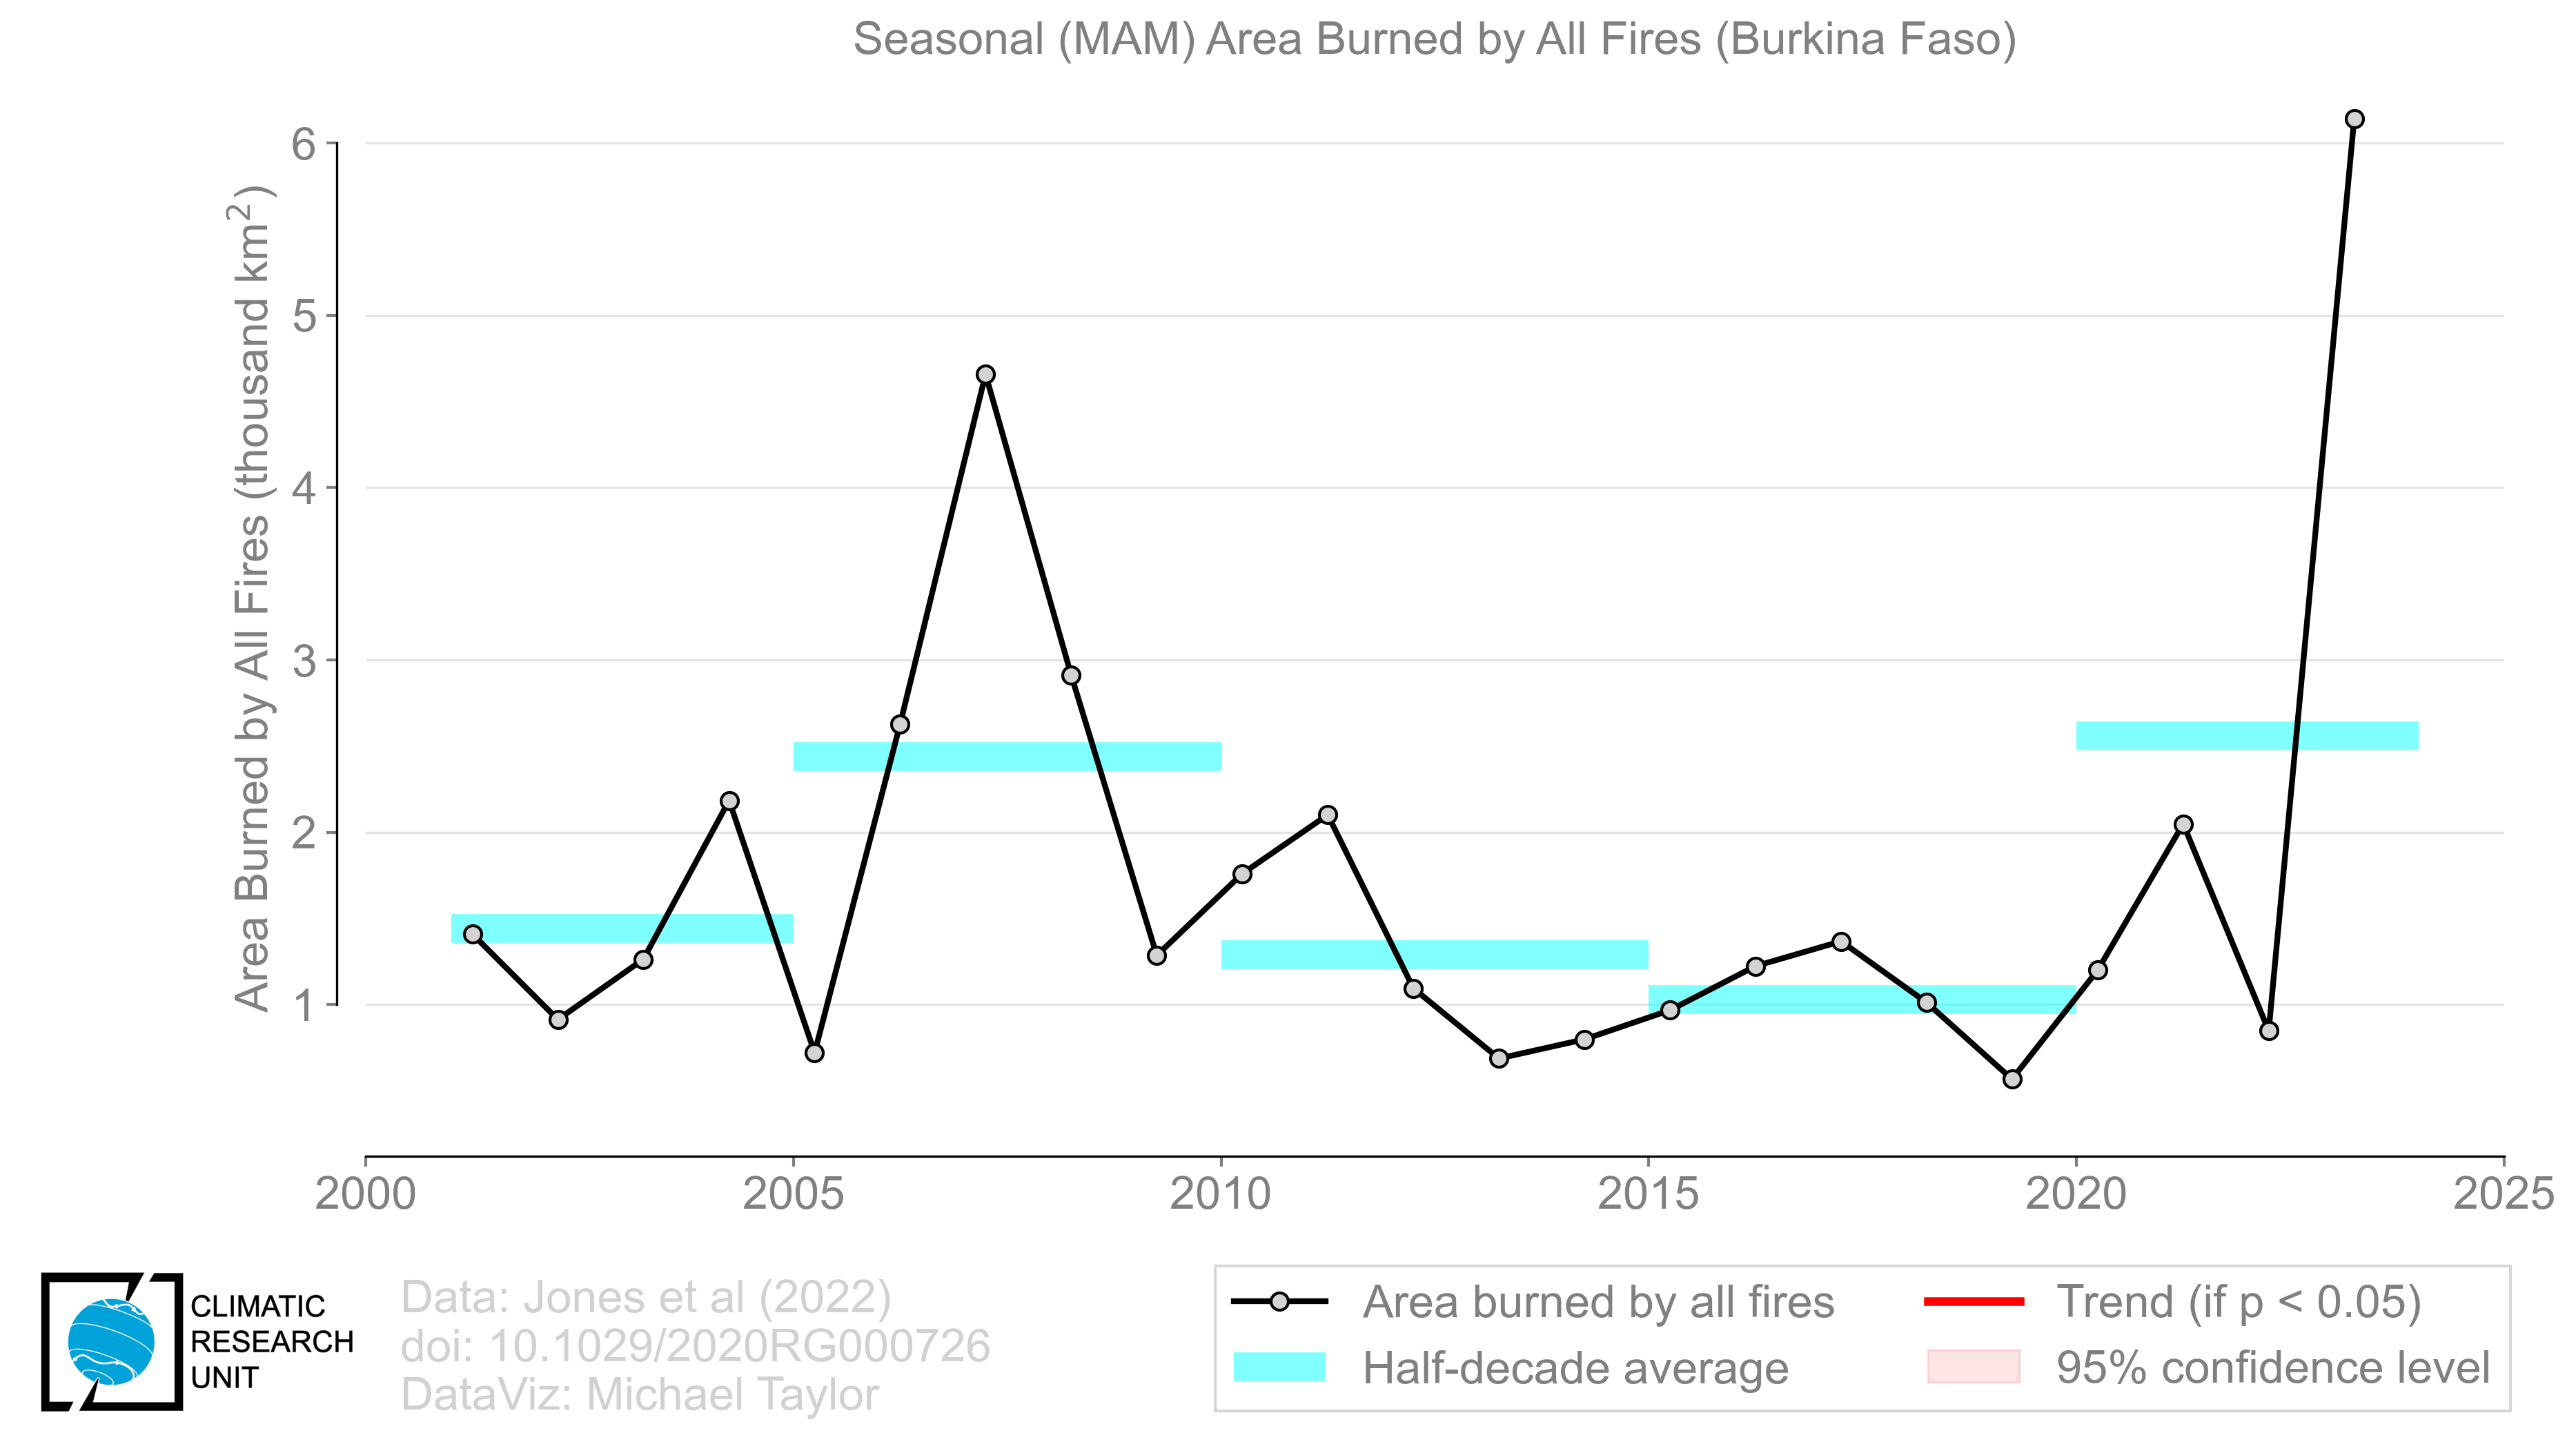 Seasonal (MAM) Area Burned by All Fires (Burkina Faso)
Area Burned by All Fires (thousand km²)
6
5
4
3
2
1
2000 2005 2010 2015 2020 2025
CLIMATIC
RESEARCH
UNIT
Data: Jones et al (2022)
doi: 10.1029/2020RG000726
DataViz: Michael Taylor
Area burned by all fires
Half-decade average
Trend (if p < 0.05)
95% confidence level